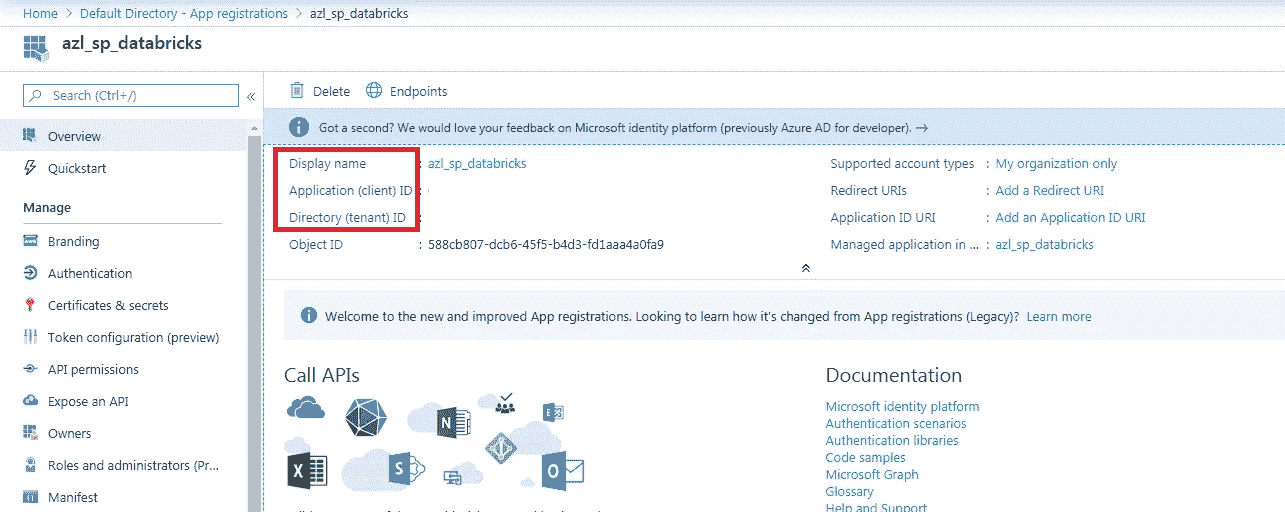 Home > Default Directory - App registrations > azl_sp_databricks
azl_sp_databricks
Search (Ctrl+/)
«
Overview
Quickstart
Manage
Branding
Authentication
Certificates & secrets
Token configuration (preview)
API permissions
Expose an API
Owners
Roles and administrators (Pr...
Manifest
Delete
Endpoints
Got a second? We would love your feedback on Microsoft identity platform (previously Azure AD for developer). →
Display name : azl_sp_databricks
Application (client) ID :
Directory (tenant) ID :
Object ID : 588cb807-dcb6-45f5-b4d3-fd1aaa4a0fa9
Supported account types : My organization only
Redirect URIs : Add a Redirect URI
Application ID URI : Add an Application ID URI
Managed application in ... : azl_sp_databricks
Welcome to the new and improved App registrations. Looking to learn how it's changed from App registrations (Legacy)? Learn more
Call APIs
N
X
S
O
Documentation
Microsoft identity platform
Authentication scenarios
Authentication libraries
Code samples
Microsoft Graph
Glossary
Help and Support